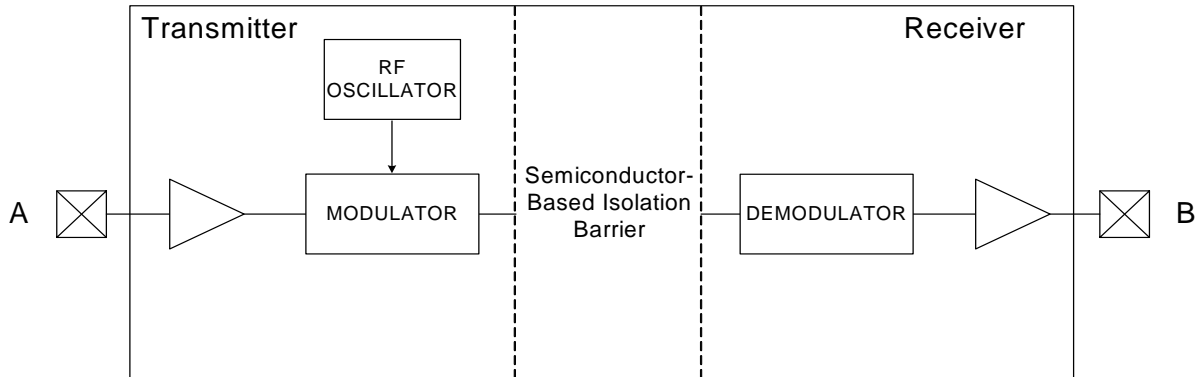 Transmitter
Receiver
RF
OSCILLATOR
A
MODULATOR
Semiconductor-
Based Isolation
Barrier
DEMODULATOR
B